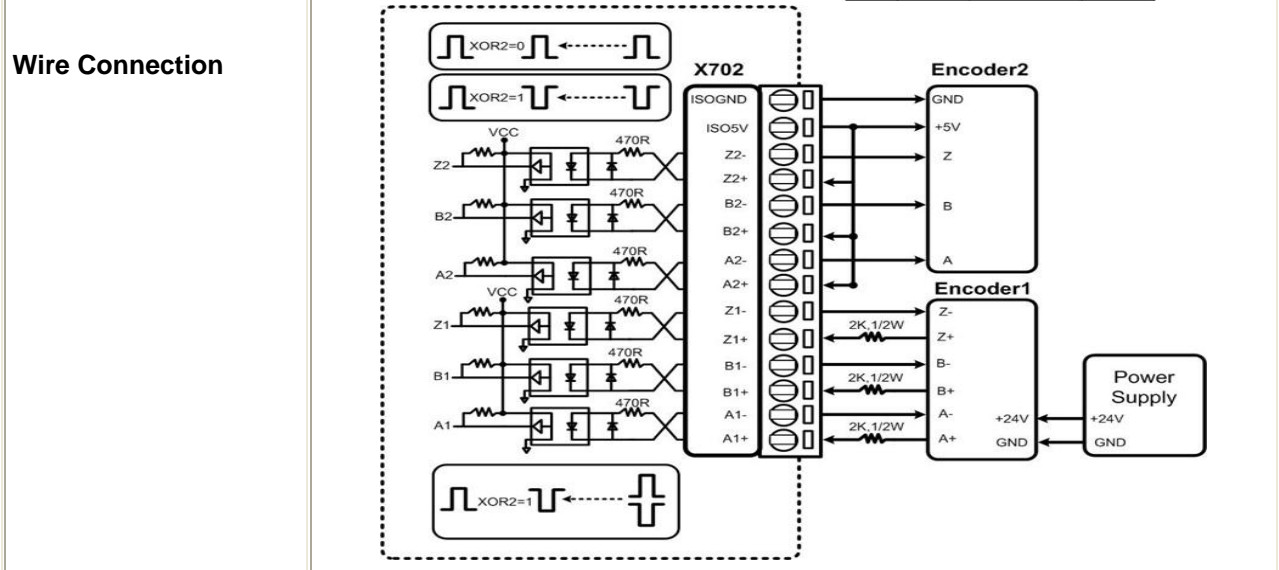 Wire Connection
XOR2=0
XOR2=1
X702
Encoder2
ISOGND
GND
ISO5V
+5V
VCC
470R
Z2
Z2-
Z
Z2+
470R
B2
B2-
B
B2+
470R
A2
A2-
A
A2+
Encoder1
VCC
470R
Z1
Z1-
Z-
Z1+
2K,1/2W
Z+
470R
B1
B1-
B-
B1+
2K,1/2W
B+
470R
A1
A1-
A-
A1+
2K,1/2W
A+
+24V
GND
Power
Supply
+24V
GND
XOR2=1